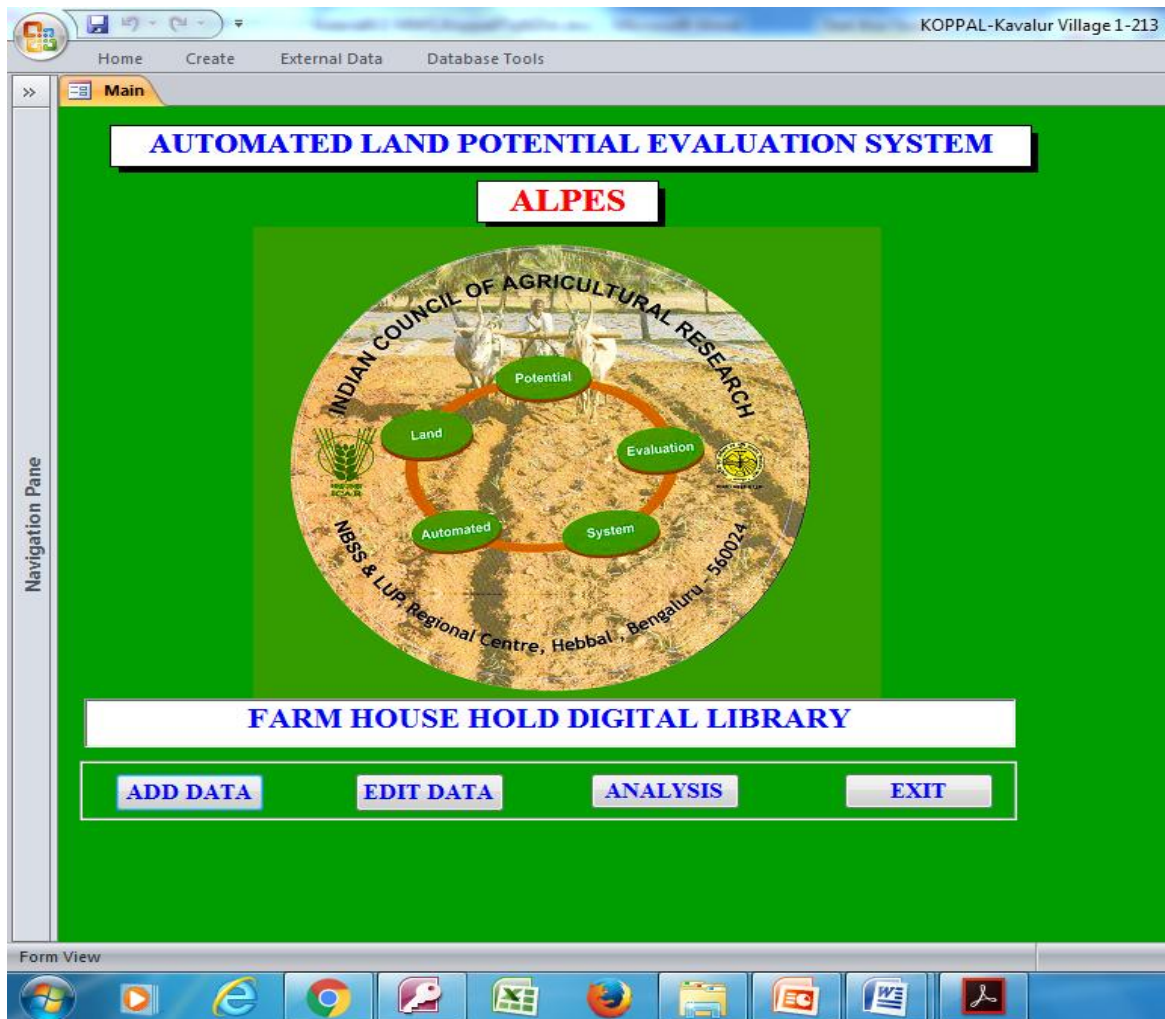 KOPPAL-Kavalur Village 1-213
Home Create External Data Database Tools
Main
Navigation Pane
AUTOMATED LAND POTENTIAL EVALUATION SYSTEM
ALPES
INDIAN COUNCIL OF AGRICULTURAL RESEARCH
Potential
Land
Evaluation
ICAR
Automated
System
NBSS & LUP, Regional Centre, Hebbal , Bengaluru - 560024
FARM HOUSE HOLD DIGITAL LIBRARY
ADD DATA EDIT DATA ANALYSIS EXIT
Form View